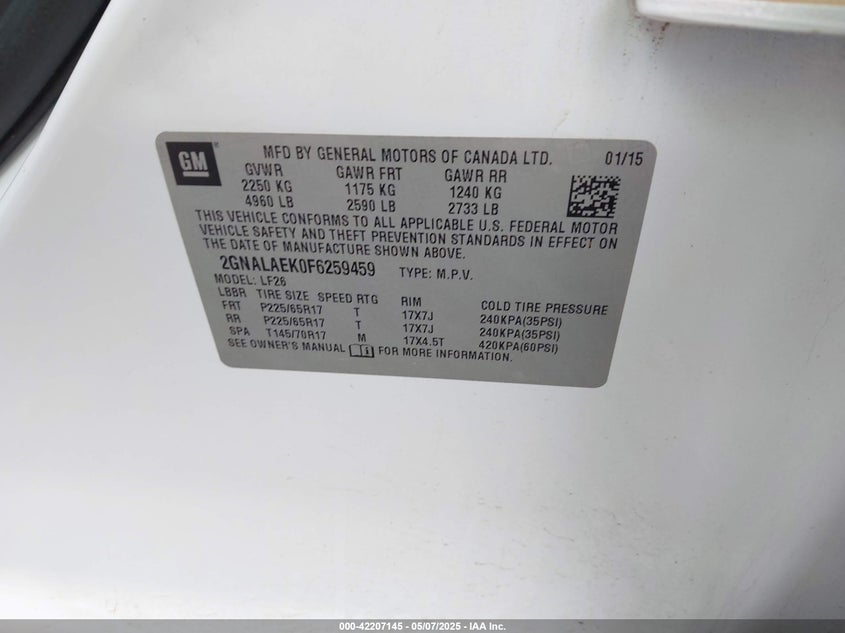 GM
MFD BY GENERAL MOTORS OF CANADA LTD. 01/15
GVWR GAWR FRT GAWR RR
2250 KG 1175 KG 1240 KG
4960 LB 2590 LB 2733 LB
THIS VEHICLE CONFORMS TO ALL APPLICABLE U.S. FEDERAL MOTOR
VEHICLE SAFETY AND THEFT PREVENTION STANDARDS IN EFFECT ON
THE DATE OF MANUFACTURE SHOWN ABOVE.
2GNALAEK0F6259459 TYPE: M.P.V.
MODEL: LF26
LBBR TIRE SIZE SPEED RTG RIM COLD TIRE PRESSURE
FRT P225/65R17 T 17X7J 240KPA(35PSI)
RR P225/65R17 T 17X7J 240KPA(35PSI)
SPA T145/70R17 M 17X4.5T 420KPA(60PSI)
SEE OWNER'S MANUAL FOR MORE INFORMATION.
000-42207145 - 05/07/2025 - IAA Inc.